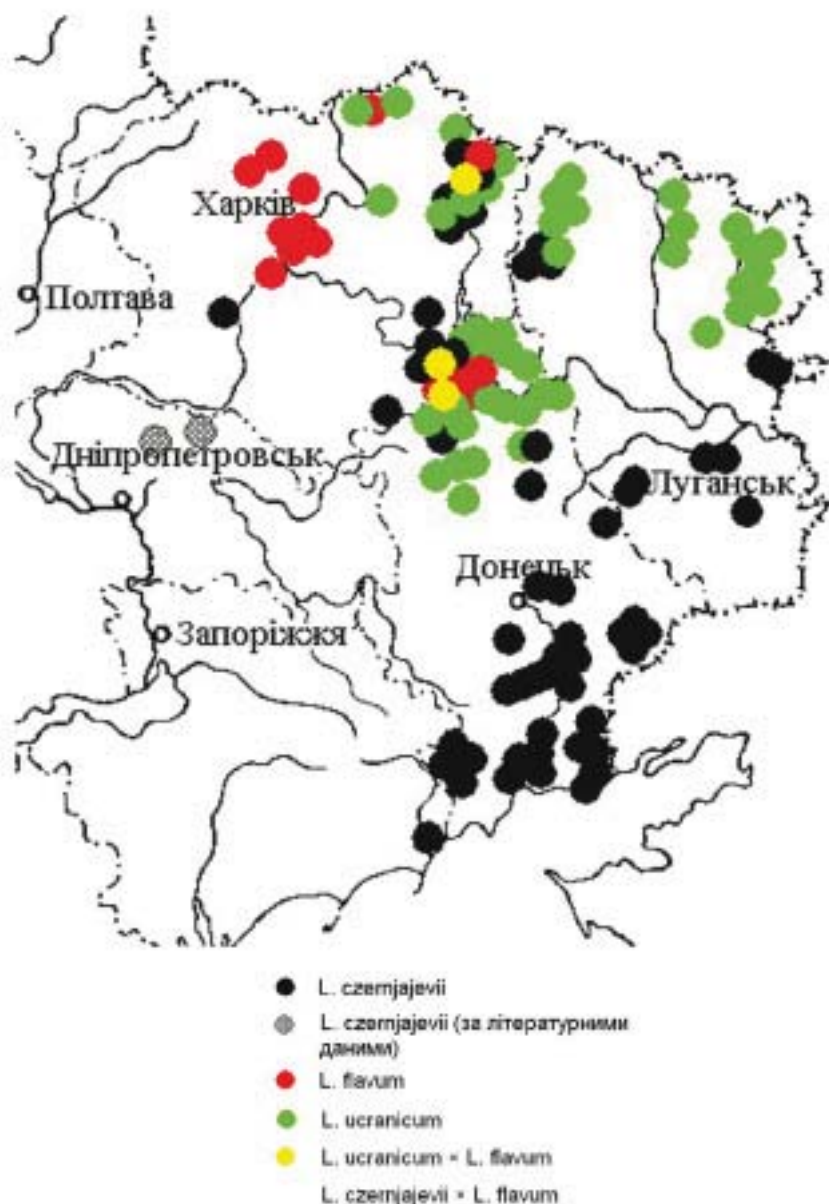 Харків
Полтава
Дніпропетровськ
Луганськ
Донецьк
Запоріжжя
L. czernjajevii
L. czernjajevii (за літературними
даними)
L. flavum
L. ucranicum
L. ucranicum × L. flavum
L. czernjajevii × L. flavum